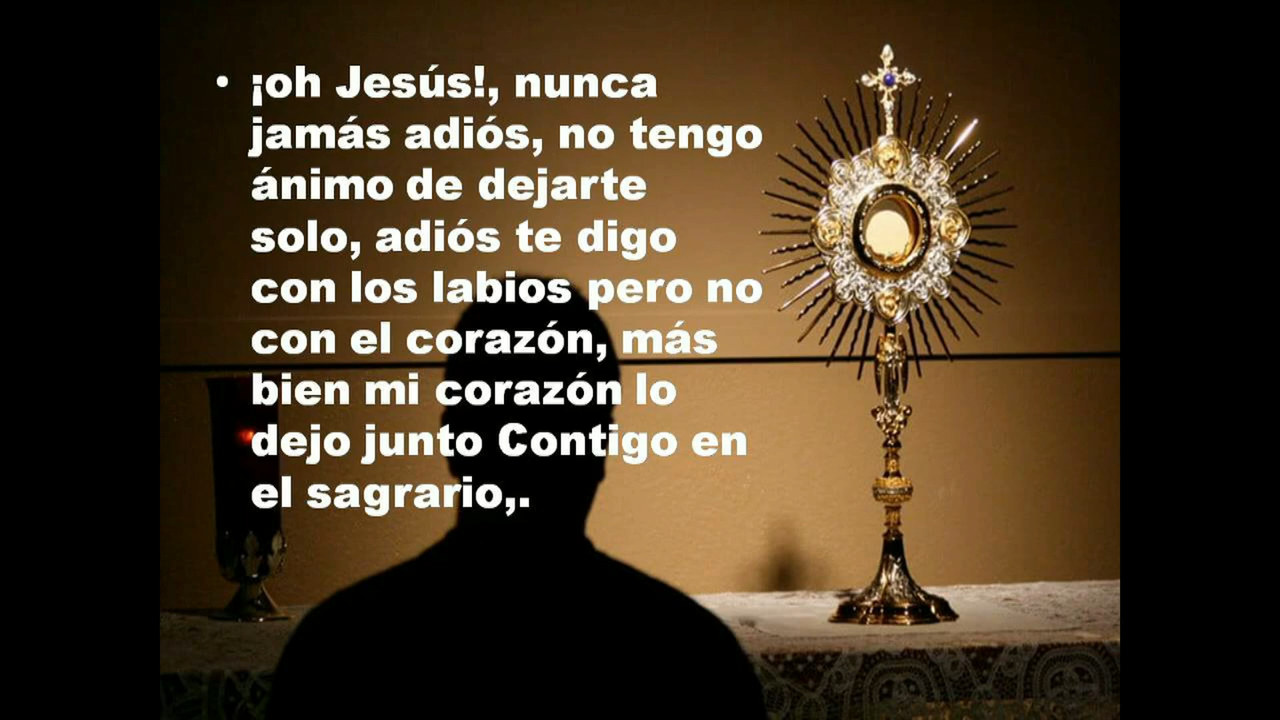 • ¡oh Jesús!, nunca
jamás adiós, no tengo
ánimo de dejarte
solo, adiós te digo
con los labios pero no
con el corazón, más
bien mi corazón lo
dejo junto Contigo en
el sagrario,.